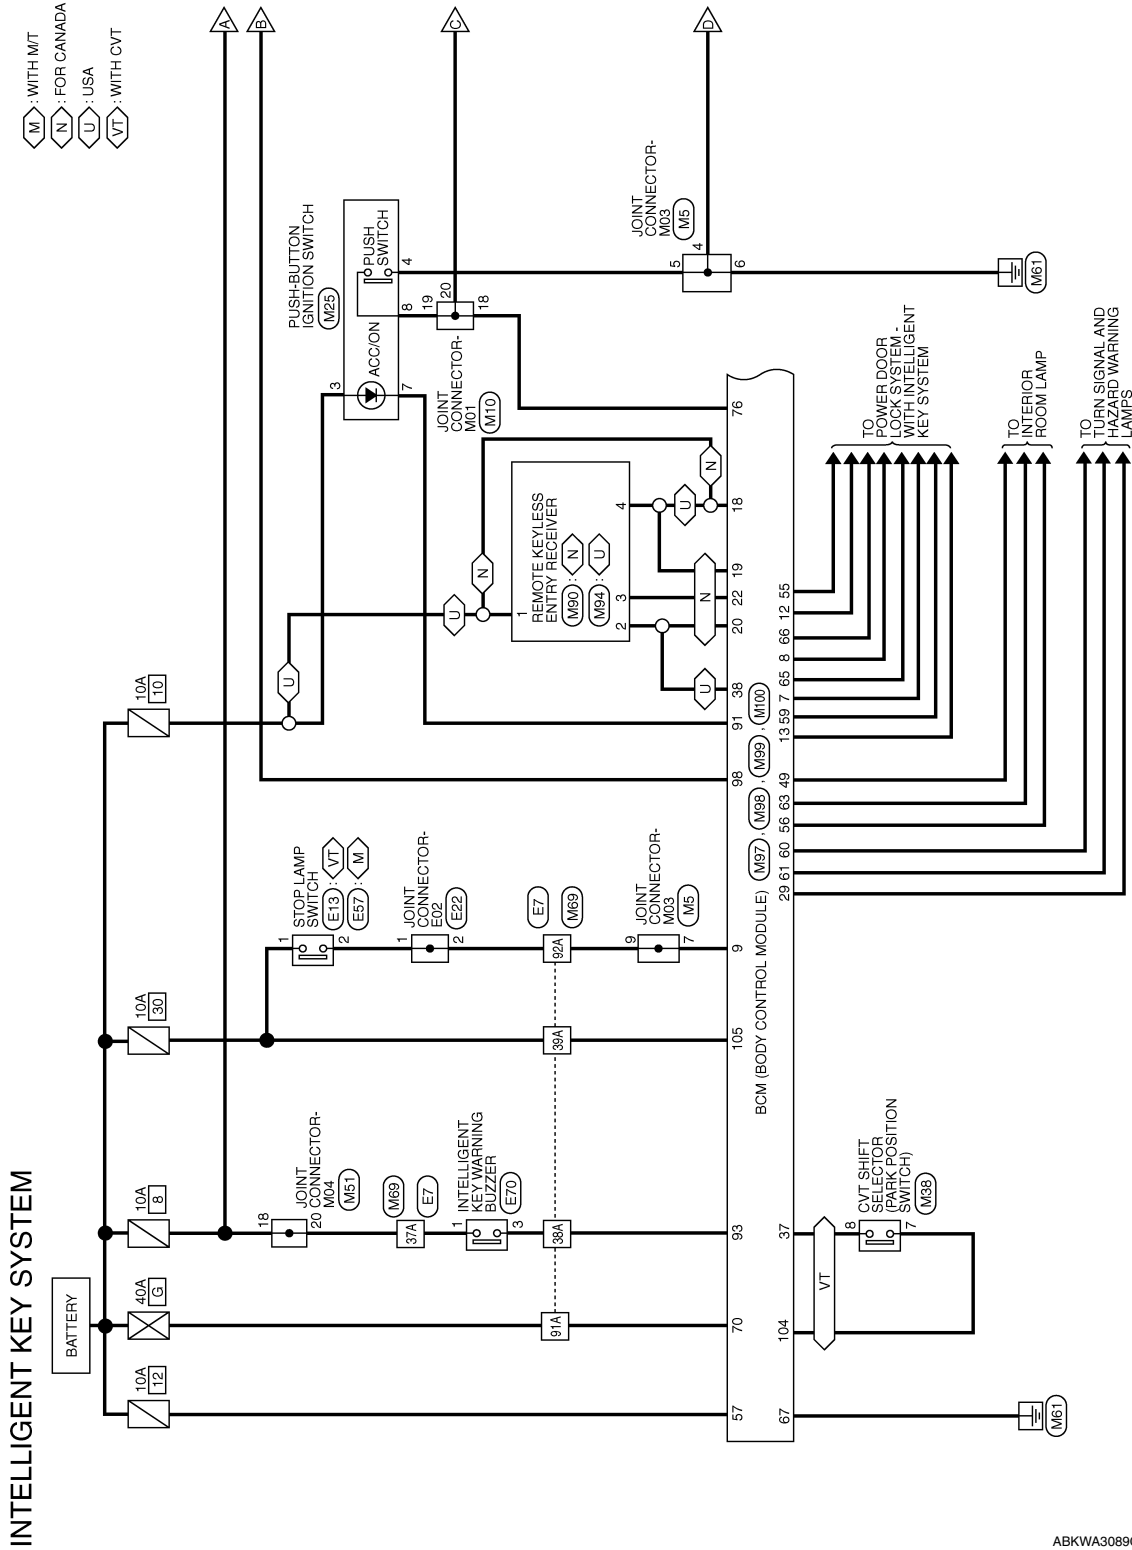 INTELLIGENT KEY SYSTEM
M : WITH M/T
N : FOR CANADA
U : USA
VT : WITH CVT
A
B
C
D
BATTERY
10A
12
40A
G
10A
8
10A
30
10A
10
U
18
JOINT
20 CONNECTOR-
M04
M51
M69
E7
37A
1
INTELLIGENT
KEY WARNING
BUZZER
E70
3
91A
38A
39A
92A
E7
M69
STOP LAMP
SWITCH
E13 : VT
E57 : M
1
2
JOINT
CONNECTOR-
E02
E22
1
2
JOINT
CONNECTOR-
M03
M5
9
7
PUSH-BUTTON
IGNITION SWITCH
M25
ACC/ON
PUSH
SWITCH
3
7
8
4
JOINT
CONNECTOR-
M01
M10
19
20
18
JOINT
CONNECTOR-
M03
M5
5
4
6
M61
U
N
REMOTE KEYLESS
ENTRY RECEIVER
M90 : N
M94 : U
1
2
3
4
U
N
U
N
57
70
93
105
9
98
91
38
20
22
19
18
76
BCM (BODY CONTROL MODULE)
M97 , M98 , M99 , M100
67
104
37
29
61
60
56
63
49
13
59
7
65
8
66
12
55
M61
VT
CVT SHIFT
SELECTOR
(PARK POSITION
SWITCH)
M38
8
7
TO
POWER DOOR
LOCK SYSTEM -
WITH INTELLIGENT
KEY SYSTEM
TO
INTERIOR
ROOM LAMP
TO
TURN SIGNAL AND
HAZARD WARNING
LAMPS